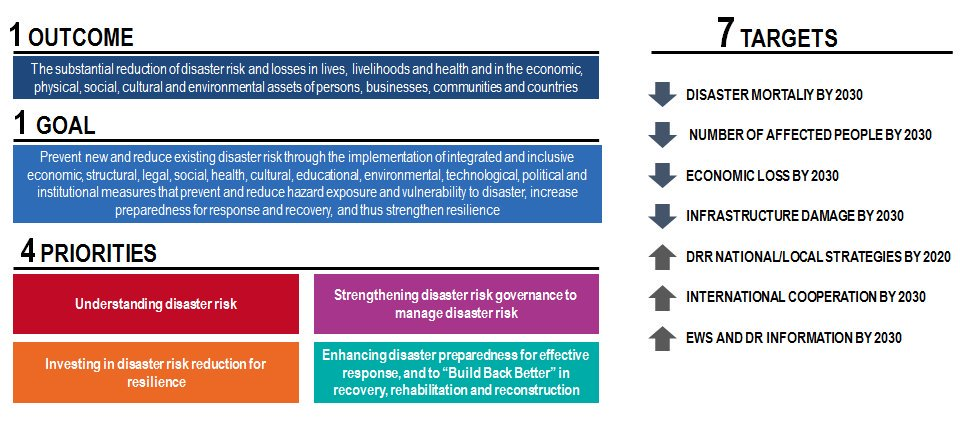 1 OUTCOME
The substantial reduction of disaster risk and losses in lives, livelihoods and health and in the economic,
physical, social, cultural and environmental assets of persons, businesses, communities and countries
1 GOAL
Prevent new and reduce existing disaster risk through the implementation of integrated and inclusive
economic, structural, legal, social, health, cultural, educational, environmental, technological, political and
institutional measures that prevent and reduce hazard exposure and vulnerability to disaster, increase
preparedness for response and recovery, and thus strengthen resilience
4 PRIORITIES
Understanding disaster risk
Strengthening disaster risk governance to
manage disaster risk
Investing in disaster risk reduction for
resilience
Enhancing disaster preparedness for effective
response, and to “Build Back Better” in
recovery, rehabilitation and reconstruction
7 TARGETS
DISASTER MORTALIY BY 2030
NUMBER OF AFFECTED PEOPLE BY 2030
ECONOMIC LOSS BY 2030
INFRASTRUCTURE DAMAGE BY 2030
DRR NATIONAL/LOCAL STRATEGIES BY 2020
INTERNATIONAL COOPERATION BY 2030
EWS AND DR INFORMATION BY 2030